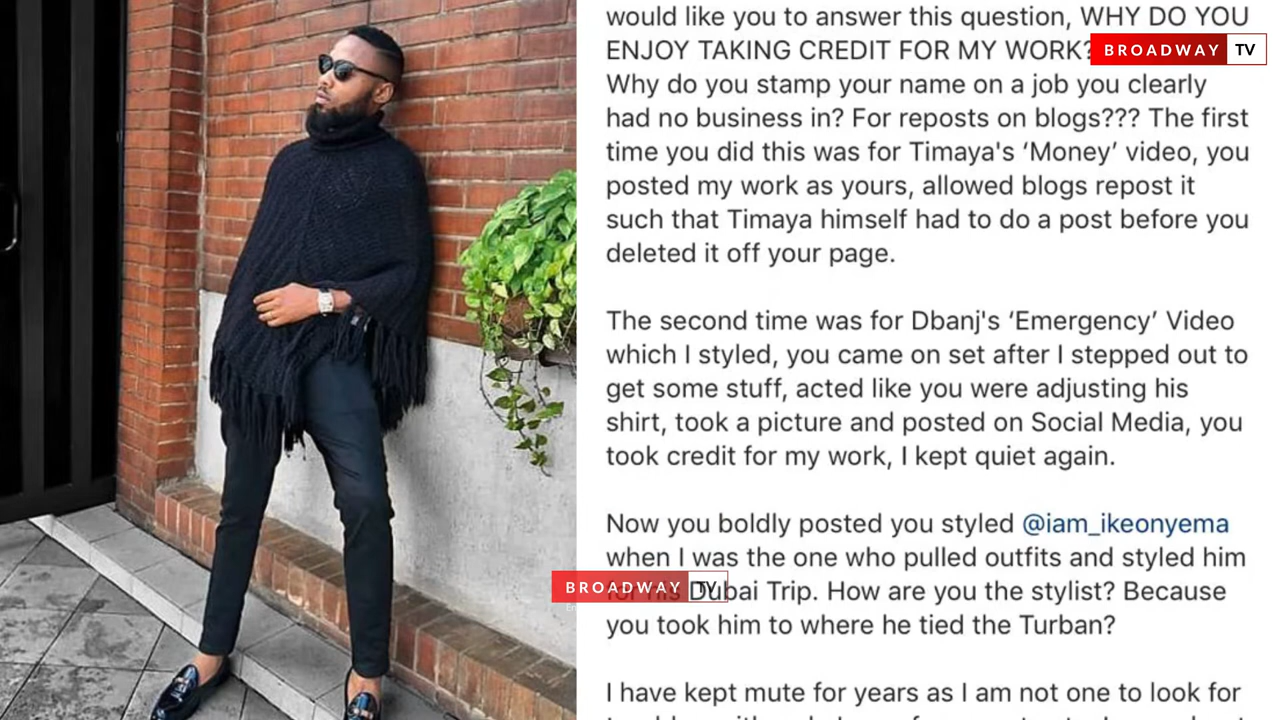 would like you to answer this question, WHY DO YOU
ENJOY TAKING CREDIT FOR MY WORK?
BROADWAY TV
Why do you stamp your name on a job you clearly
had no business in? For reposts on blogs??? The first
time you did this was for Timaya's ‘Money’ video, you
posted my work as yours, allowed blogs repost it
such that Timaya himself had to do a post before you
deleted it off your page.
The second time was for Dbanj's ‘Emergency’ Video
which I styled, you came on set after I stepped out to
get some stuff, acted like you were adjusting his
shirt, took a picture and posted on Social Media, you
took credit for my work, I kept quiet again.
Now you boldly posted you styled @iam_ikeonyema
when I was the one who pulled outfits and styled him
BROADWAY TV
for his Dubai Trip. How are you the stylist? Because
you took him to where he tied the Turban?
I have kept mute for years as I am not one to look for